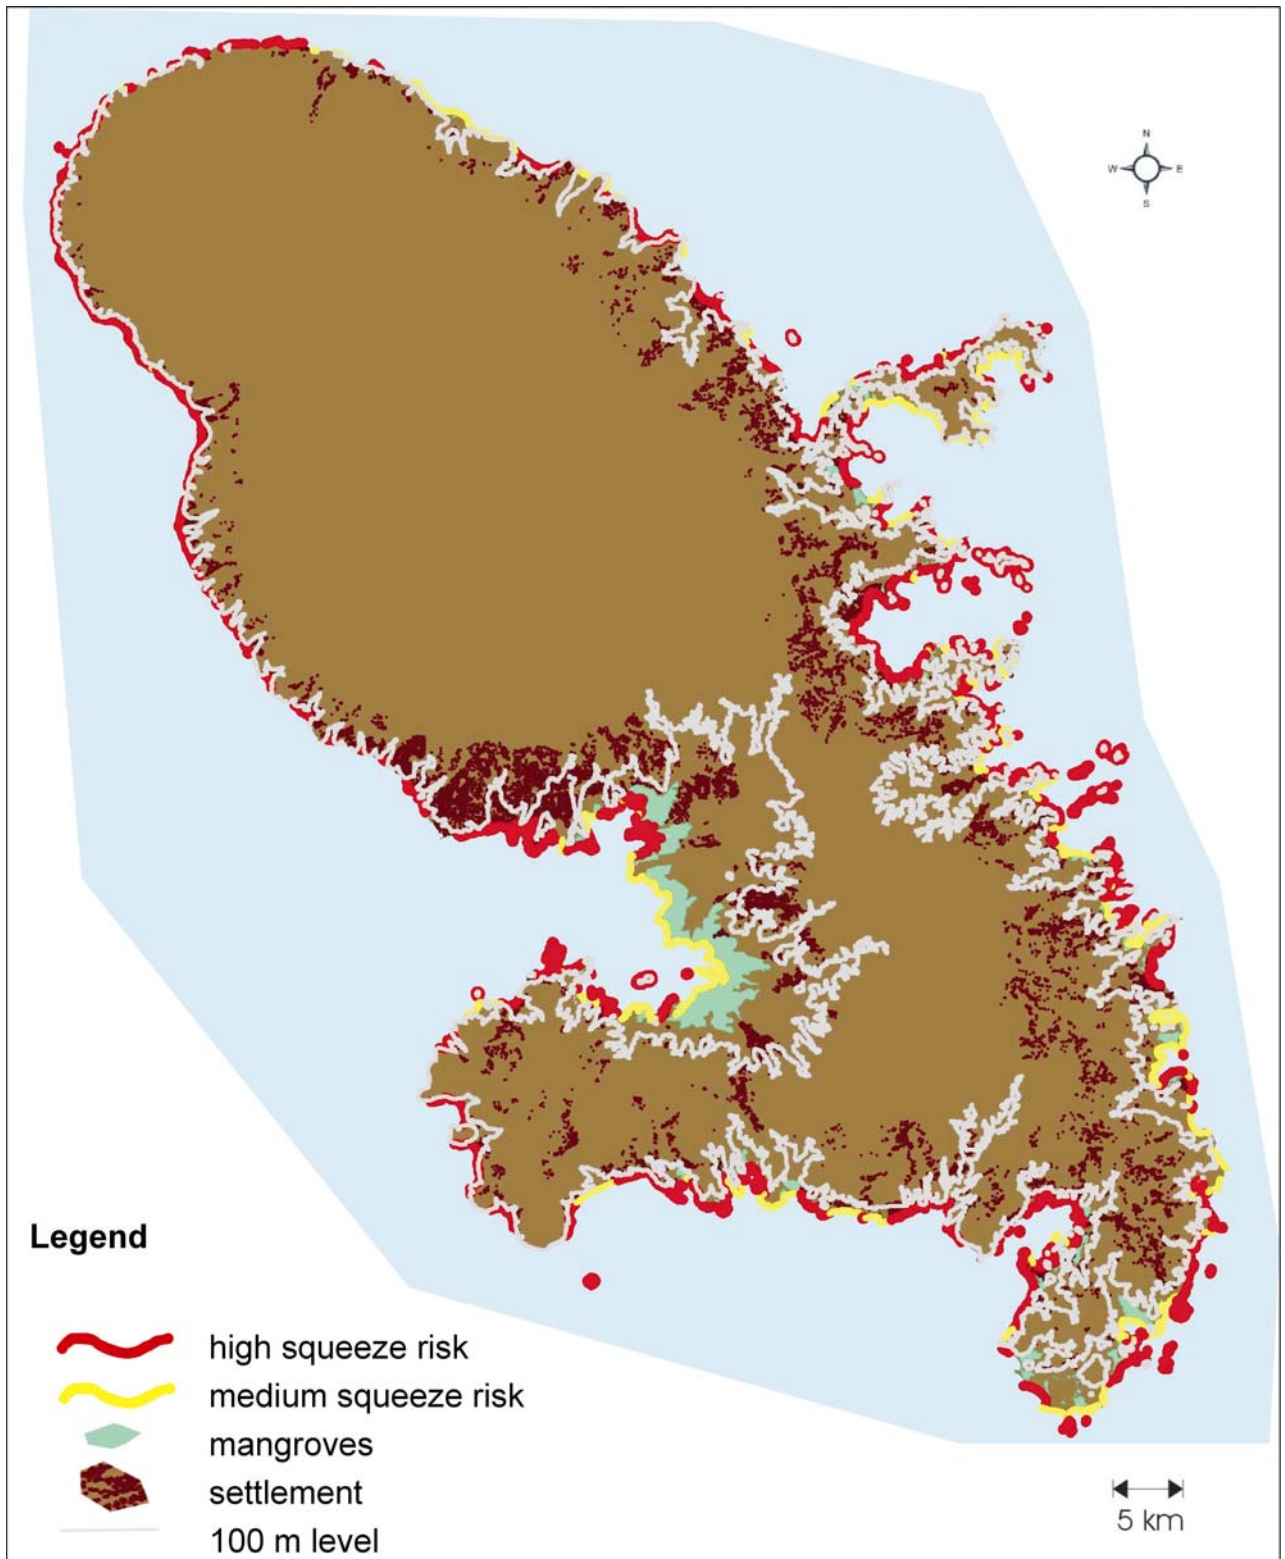 N
W E
S
Legend
high squeeze risk
medium squeeze risk
mangroves
settlement
100 m level
5 km